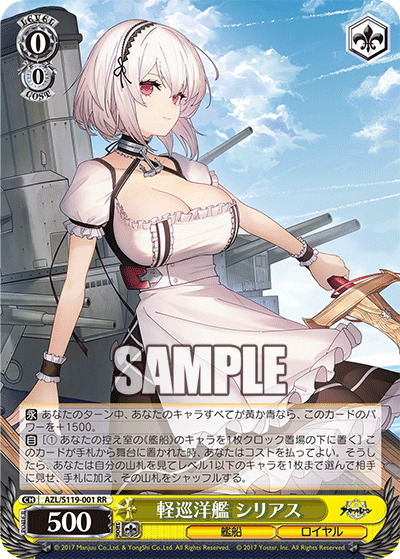 LEVEL
0
0
COST
SAMPLE
永 あなたのターン中、あなたのキャラすべてが黄か青なら、このカードのパ
ワーを+1500。
自 [① あなたの控え室の《艦船》のキャラを1枚クロック置場の下に置く] こ
のカードが手札から舞台に置かれた時、あなたはコストを払ってよい。そうし
たら、あなたは自分の山札を見てレベル1以下のキャラを1枚まで選んで相手に
見せ、手札に加え、その山札をシャッフルする。
CH AZL/S119-001 RR
500
軽巡洋艦 シリアス
アズールレーン
艦船
ロイヤル
© 2017 Manjuu Co.,Ltd. & YongShi Co.,Ltd. All Rights Reserved. © 2017 Yostar, Inc. All Rights Reserved.